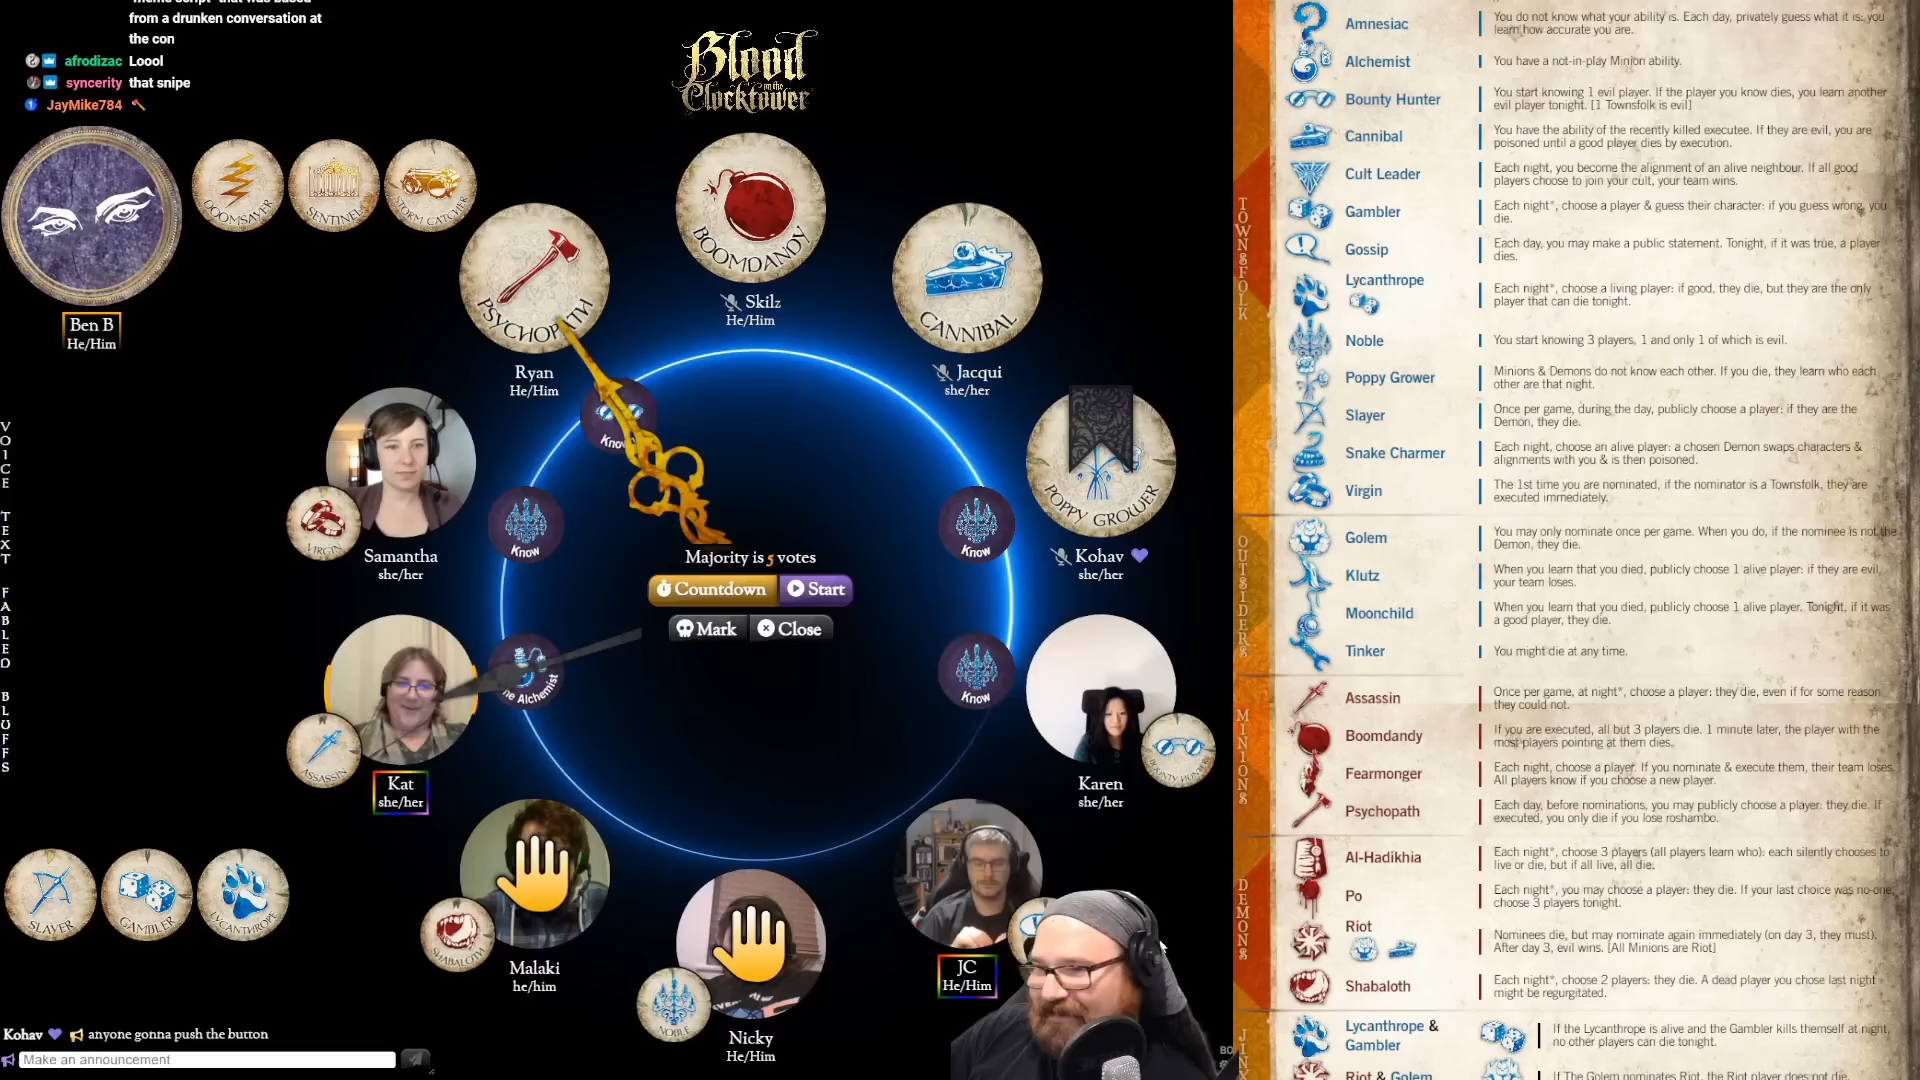 from a drunken conversation at
the con
afrodizac Loool
syncerity that snipe
JayMike784
Blood
on the
Clocktower
Ben B
He/Him
DOOMSAYER
SENTINEL
STORM CATCHER
PSYCHOPATH
Ryan
He/Him
BOOMDANDY
Skilz
He/Him
CANNIBAL
Jacqui
she/her
POPPY GROWER
Kohav
she/her
VIRGIN
Samantha
she/her
Know
Know
Know
Know
Majority is 5 votes
Countdown
Start
Mark
Close
ASSASSIN
Kat
she/her
he Alchemist
BOUNTY HUNTER
Karen
she/her
SHABALOTH
Malaki
he/him
NOBLE
Nicky
He/Him
JC
He/Him
SLAYER
GAMBLER
LYCANTHROPE
VOICE
TEXT
FABLED
BLUFFS
Kohav anyone gonna push the button
Make an announcement
TOWNSFOLK
Amnesiac
You do not know what your ability is. Each day, privately guess what it is: you
learn how accurate you are.
Alchemist
You have a not-in-play Minion ability.
Bounty Hunter
You start knowing 1 evil player. If the player you know dies, you learn another
evil player tonight. [1 Townsfolk is evil]
Cannibal
You have the ability of the recently killed executee. If they are evil, you are
poisoned until a good player dies by execution.
Cult Leader
Each night, you become the alignment of an alive neighbour. If all good
players choose to join your cult, your team wins.
Gambler
Each night*, choose a player & guess their character: if you guess wrong, you
die.
Gossip
Each day, you may make a public statement. Tonight, if it was true, a player
dies.
Lycanthrope
Each night*, choose a living player: if good, they die, but they are the only
player that can die tonight.
Noble
You start knowing 3 players, 1 and only 1 of which is evil.
Poppy Grower
Minions & Demons do not know each other. If you die, they learn who each
other are that night.
Slayer
Once per game, during the day, publicly choose a player: if they are the
Demon, they die.
Snake Charmer
Each night, choose an alive player: a chosen Demon swaps characters &
alignments with you & is then poisoned.
Virgin
The 1st time you are nominated, if the nominator is a Townsfolk, they are
executed immediately.
OUTSIDERS
Golem
You may only nominate once per game. When you do, if the nominee is not the
Demon, they die.
Klutz
When you learn that you died, publicly choose 1 alive player: if they are evil,
your team loses.
Moonchild
When you learn that you died, publicly choose 1 alive player. Tonight, if it was
a good player, they die.
Tinker
You might die at any time.
MINIONS
Assassin
Once per game, at night*, choose a player: they die, even if for some reason
they could not.
Boomdandy
If you are executed, all but 3 players die. 1 minute later, the player with the
most players pointing at them dies.
Fearmonger
Each night, choose a player. If you nominate & execute them, their team loses.
All players know if you choose a new player.
Psychopath
Each day, before nominations, you may publicly choose a player: they die. If
executed, you only die if you lose roshambo.
DEMONS
Al-Hadikhia
Each night*, choose 3 players (all players learn who): each silently chooses to
live or die, but if all live, all die.
Po
Each night*, you may choose a player: they die. If your last choice was no-one,
choose 3 players tonight.
Riot
Nominees die, but may nominate again immediately (on day 3, they must).
After day 3, evil wins. [All Minions are Riot]
Shabaloth
Each night*, choose 2 players: they die. A dead player you chose last night
might be regurgitated.
Lycanthrope &
Gambler
If the Lycanthrope is alive and the Gambler kills themself at night,
no other players can die tonight.
Riot & Golem
If The Golem nominates Riot, the Riot player does not die.